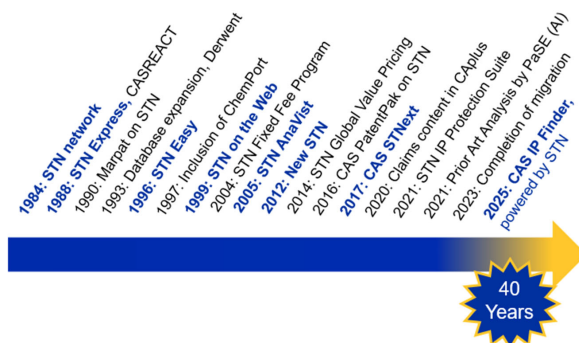 1984: STN network
1988: STN Express, CASREACT
1990: Marpat on STN
1993: Database expansion, Derwent
1996: STN Easy
1997: Inclusion of ChemPort
1999: STN on the Web
2004: STN Fixed Fee Program
2005: STN AnaVist
2012: New STN
2014: STN Global Value Pricing
2016: CAS PatentPak on STN
2017: CAS STNext
2020: Claims content in CAplus
2021: STN IP Protection Suite
2021: Prior Art Analysis by PaSE (AI)
2023: Completion of migration
2025: CAS IP Finder,
powered by STN
40
Years